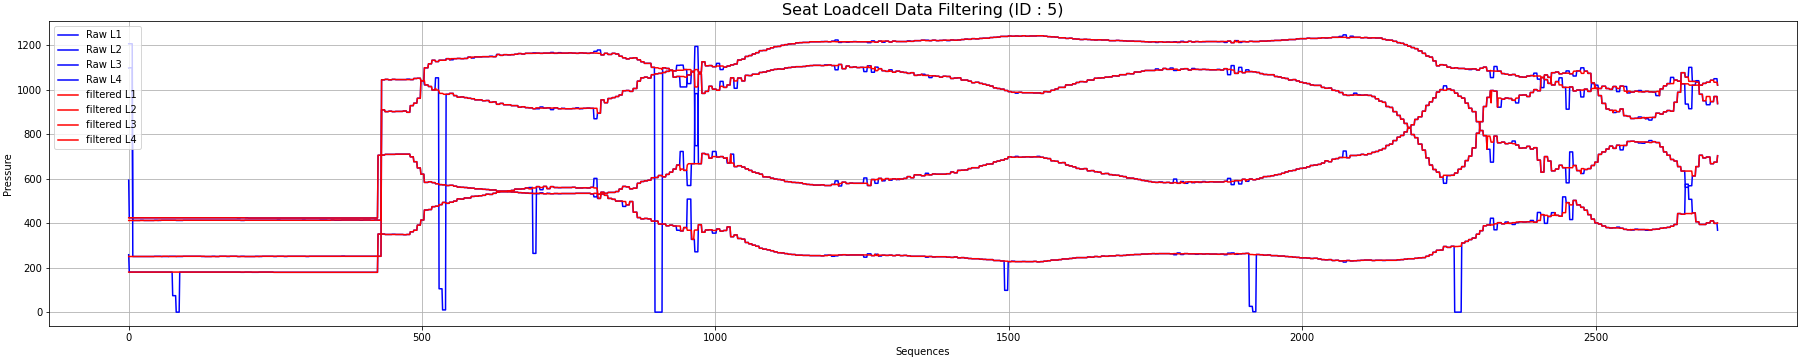 Seat Loadcell Data Filtering (ID : 5)
Raw L1
Raw L2
Raw L3
Raw L4
filtered L1
filtered L2
filtered L3
filtered L4
Pressure
1200
1000
800
600
400
200
0
0 500 1000 1500 2000 2500
Sequences